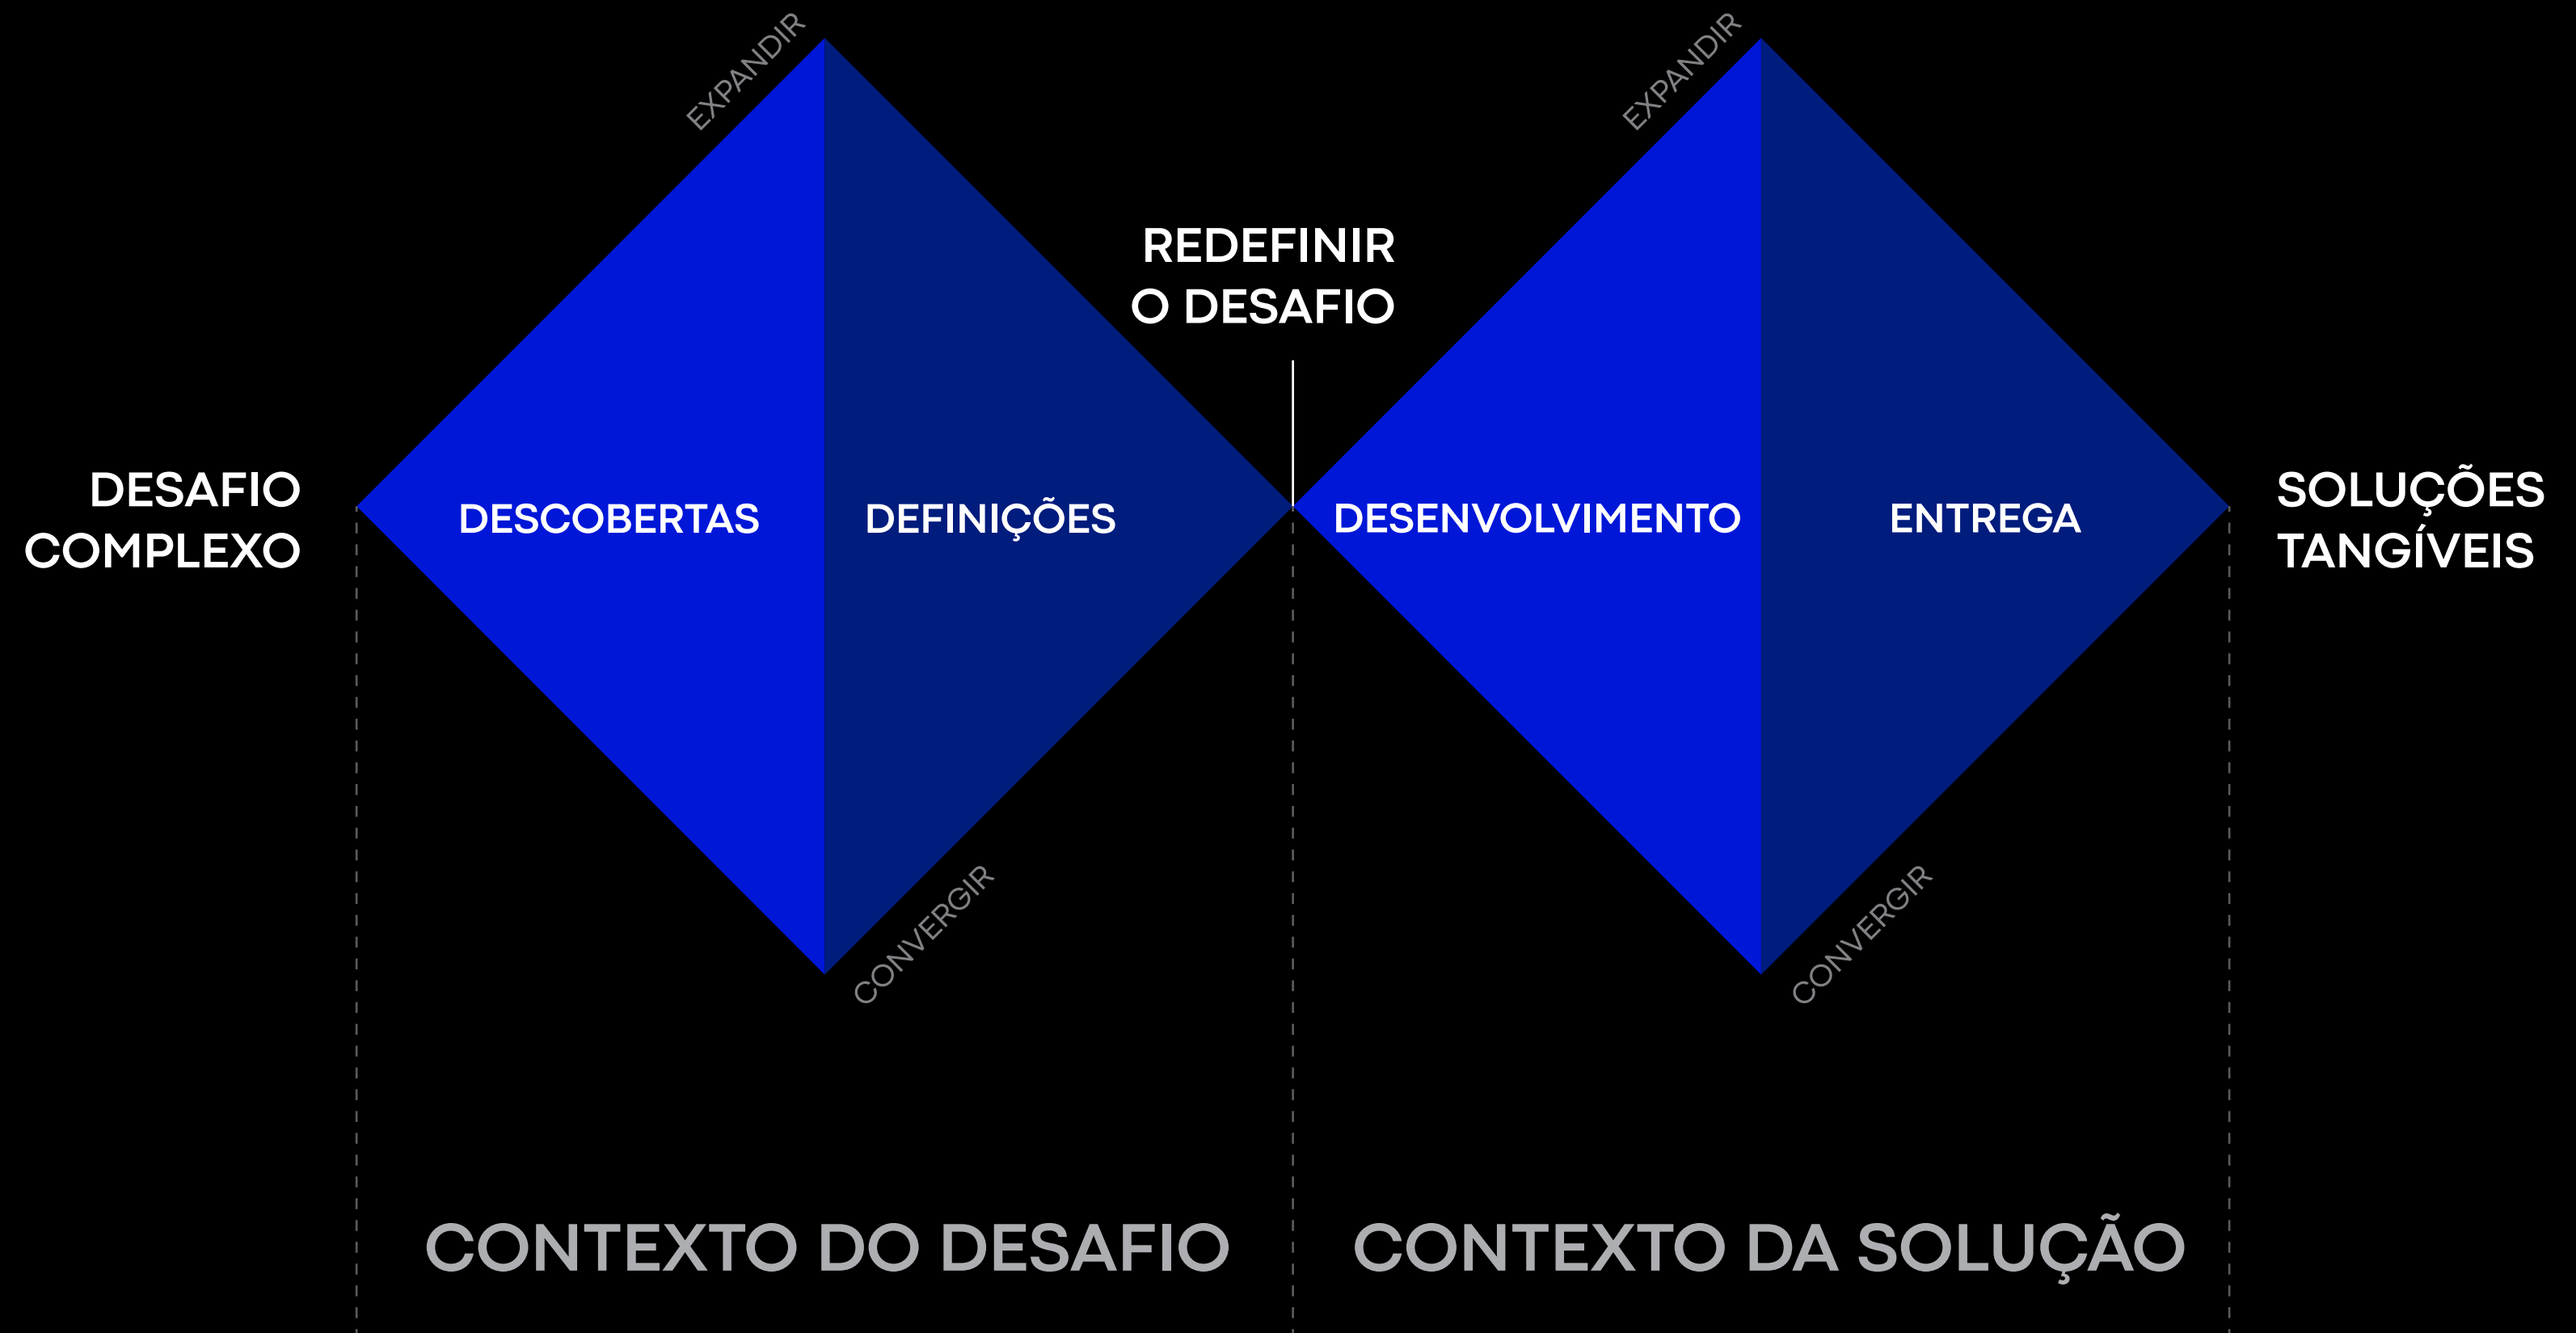 EXPANDIR
EXPANDIR
REDEFINIR
O DESAFIO
DESAFIO
COMPLEXO
DESCOBERTAS
DEFINIÇÕES
DESENVOLVIMENTO
ENTREGA
SOLUÇÕES
TANGÍVEIS
CONVERGIR
CONVERGIR
CONTEXTO DO DESAFIO
CONTEXTO DA SOLUÇÃO